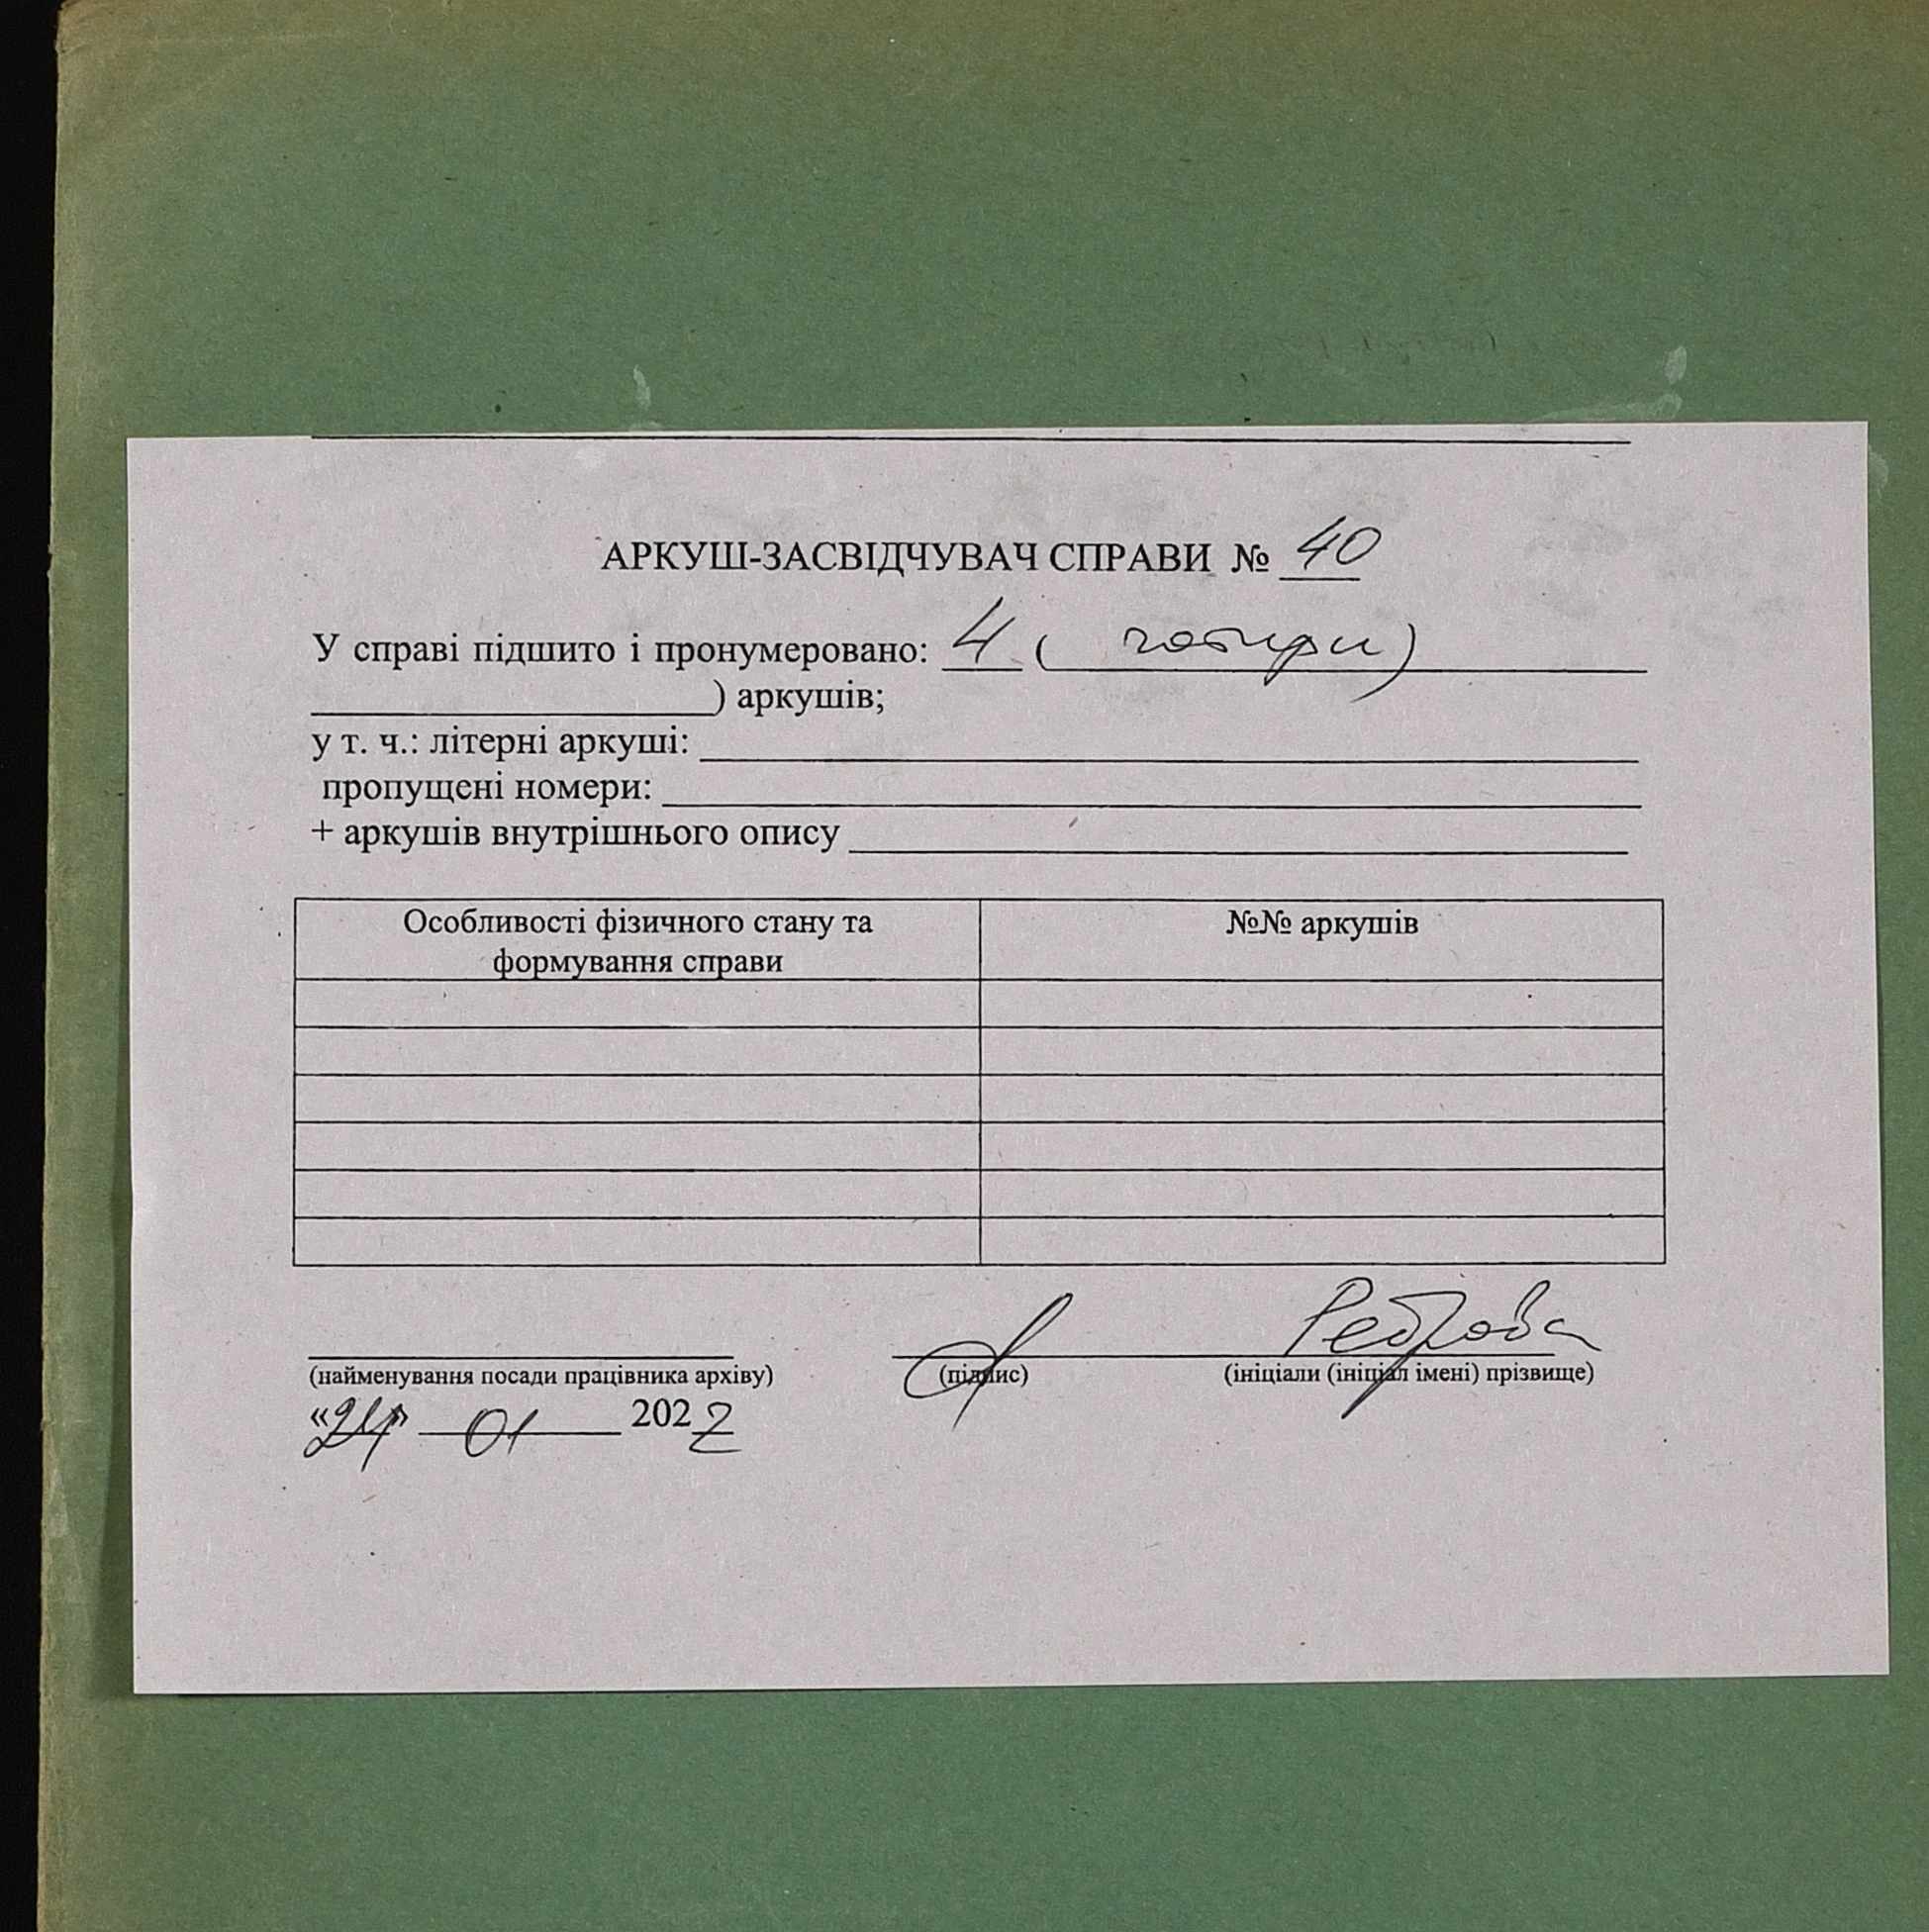 АРКУШ-ЗАСВІДЧУВАЧ СПРАВИ № 40
У справі підшито і пронумеровано: 4 ( чотири)
) аркушів;
у т. ч.: літерні аркуші:
пропущені номери:
+ аркушів внутрішнього опису
Особливості фізичного стану та формування справи
№№ аркушів
Реброва
(найменування посади працівника архіву) (підпис) (ініціали (ініціал імені) прізвище)
«24» 01 2022